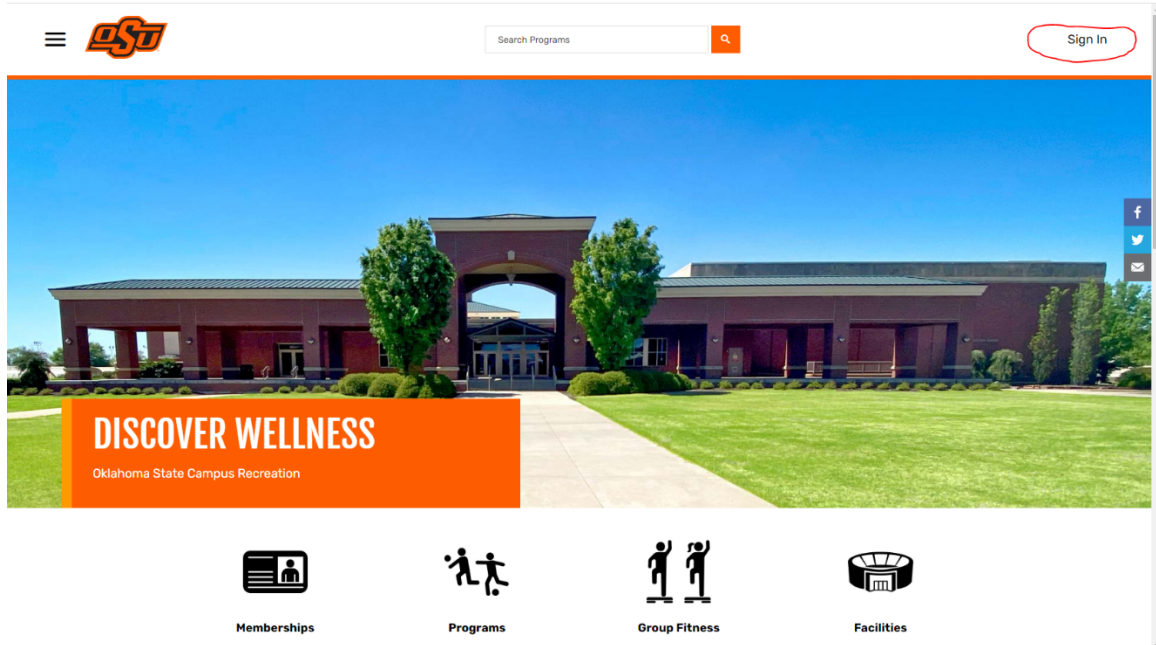 OSU
Search Programs
Sign In
f
DISCOVER WELLNESS
Oklahoma State Campus Recreation
Memberships
Programs
Group Fitness
Facilities